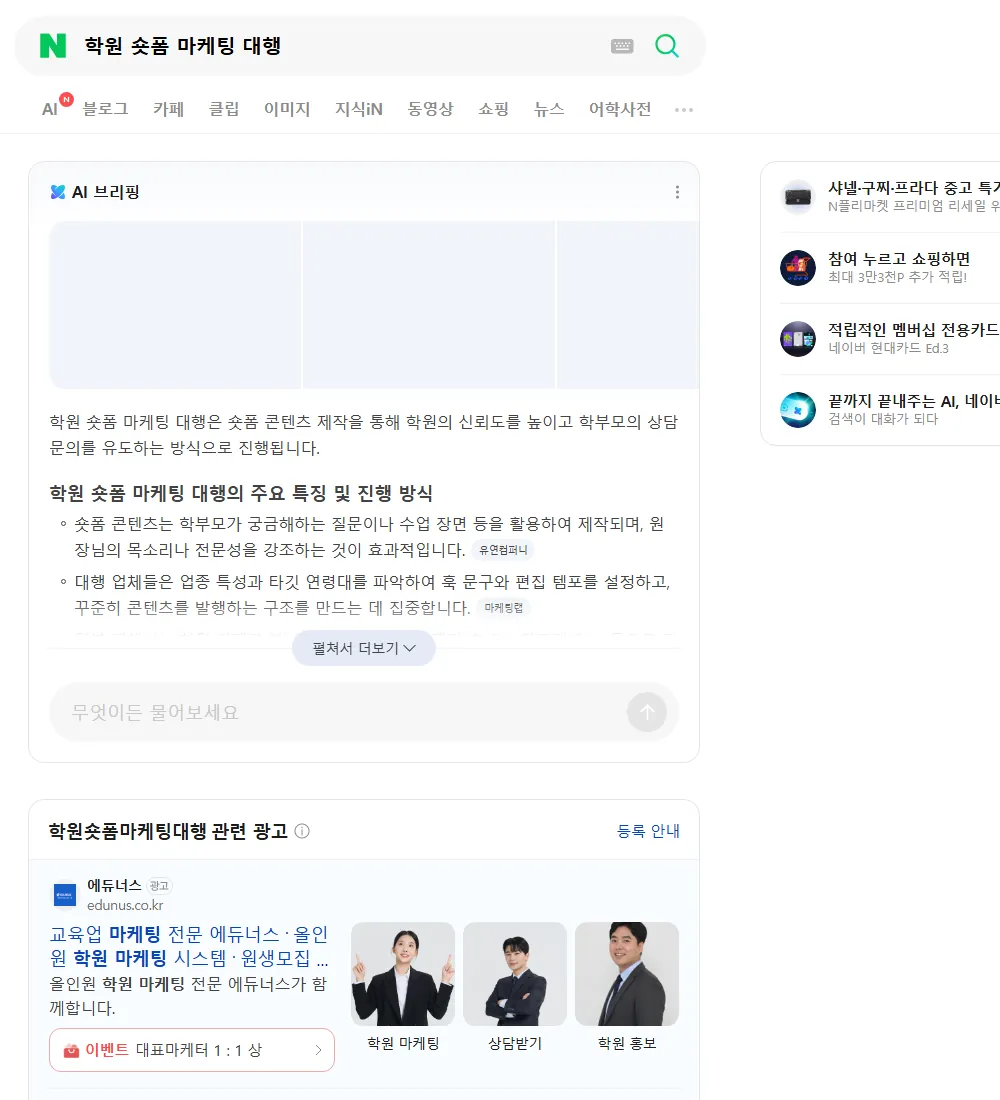 학원 숏폼 마케팅 대행
AI N 블로그 카페 클립 이미지 지식iN 동영상 쇼핑 뉴스 어학사전
AI 브리핑
학원 숏폼 마케팅 대행은 숏폼 콘텐츠 제작을 통해 학원의 신뢰도를 높이고 학부모의 상담
문의를 유도하는 방식으로 진행됩니다.
학원 숏폼 마케팅 대행의 주요 특징 및 진행 방식
숏폼 콘텐츠는 학부모가 궁금해하는 질문이나 수업 장면 등을 활용하여 제작되며, 원
장님의 목소리나 전문성을 강조하는 것이 효과적입니다. 유연컴퍼니
대행 업체들은 업종 특성과 타깃 연령대를 파악하여 훅 문구와 편집 템포를 설정하고,
꾸준히 콘텐츠를 발행하는 구조를 만드는 데 집중합니다. 마케팅랩
펼쳐서 더보기
무엇이든 물어보세요
학원숏폼마케팅대행 관련 광고
등록 안내
에듀너스 광고
edunus.co.kr
교육업 마케팅 전문 에듀너스 · 올인
원 학원 마케팅 시스템 · 원생모집 ...
올인원 학원 마케팅 전문 에듀너스가 함
께합니다.
이벤트 대표마케터 1 : 1 상
학원 마케팅
상담받기
학원 홍보
샤넬·구찌·프라다 중고 특가
N플리마켓 프리미엄 리세일
참여 누르고 쇼핑하면
최대 3만3천P 추가 적립!
적립적인 멤버십 전용카드
네이버 현대카드 Ed.3
끝까지 끝내주는 AI,
검색이 대화가 되다